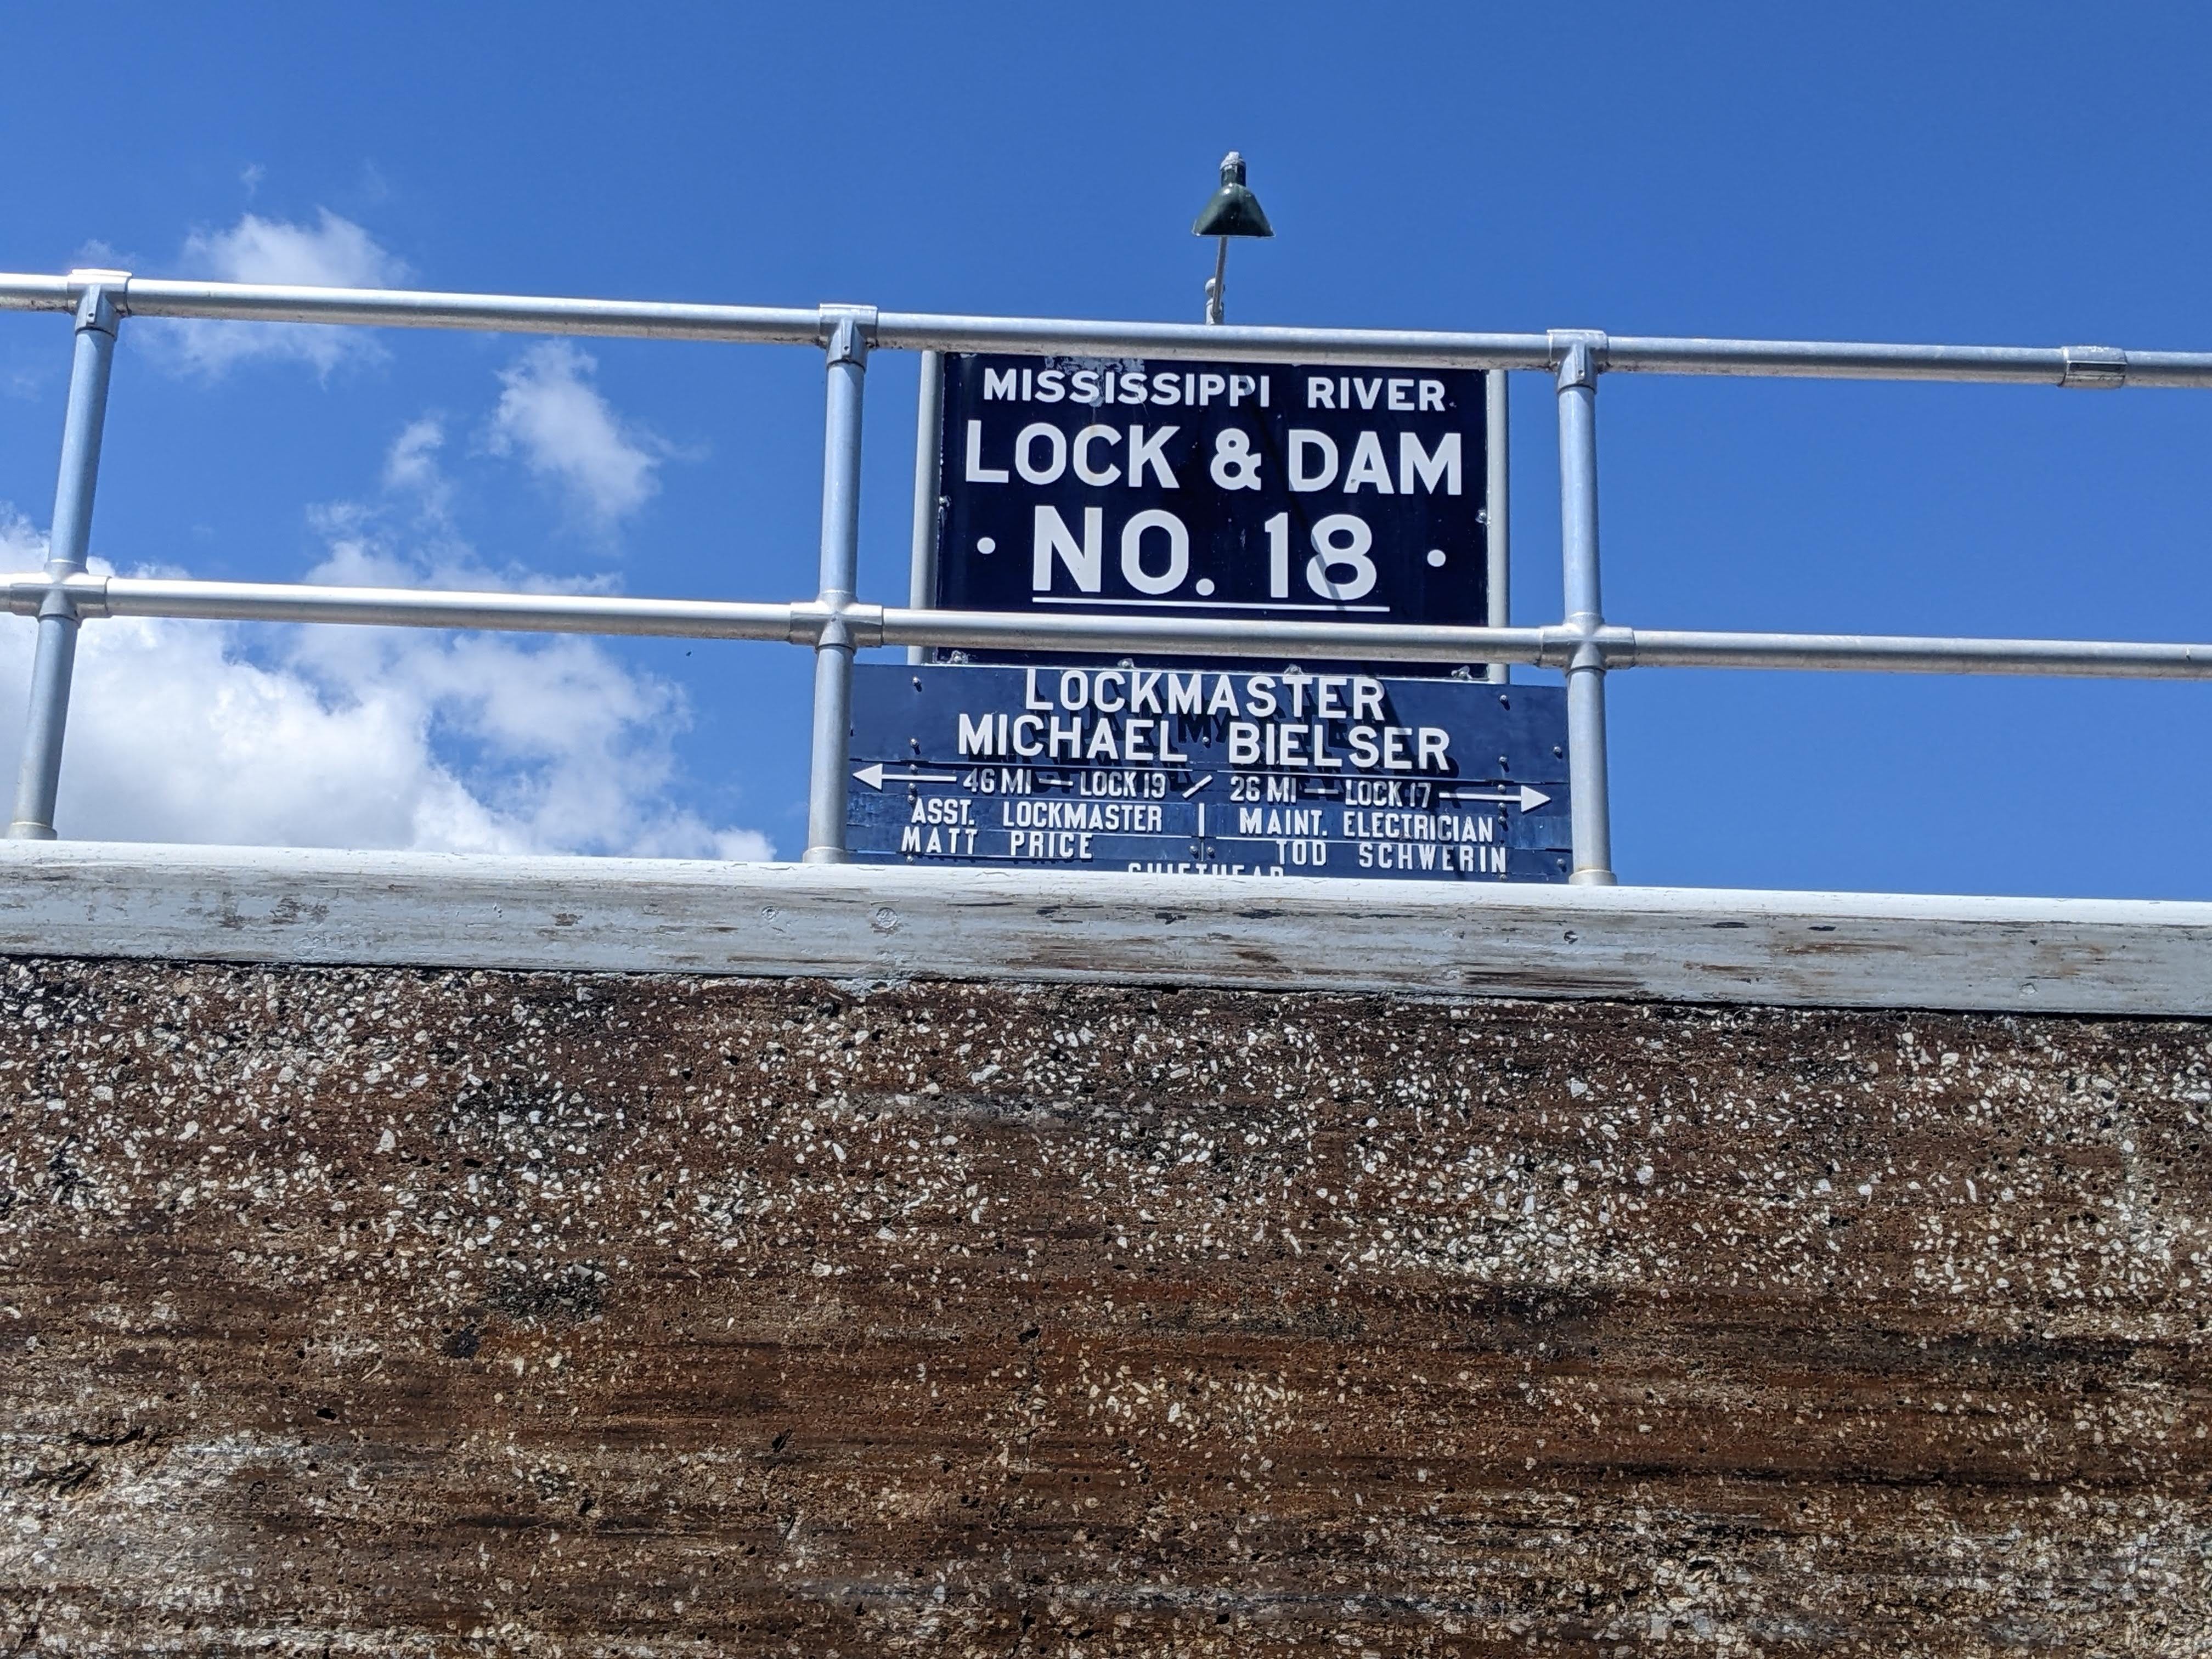 MISSISSIPPI RIVER
LOCK & DAM
· NO. 18 ·
LOCKMASTER
MICHAEL BIELSER
46 MI — LOCK 19 / 26 MI — LOCK 17
ASST. LOCKMASTER | MAINT. ELECTRICIAN
MATT PRICE TOD SCHWERIN